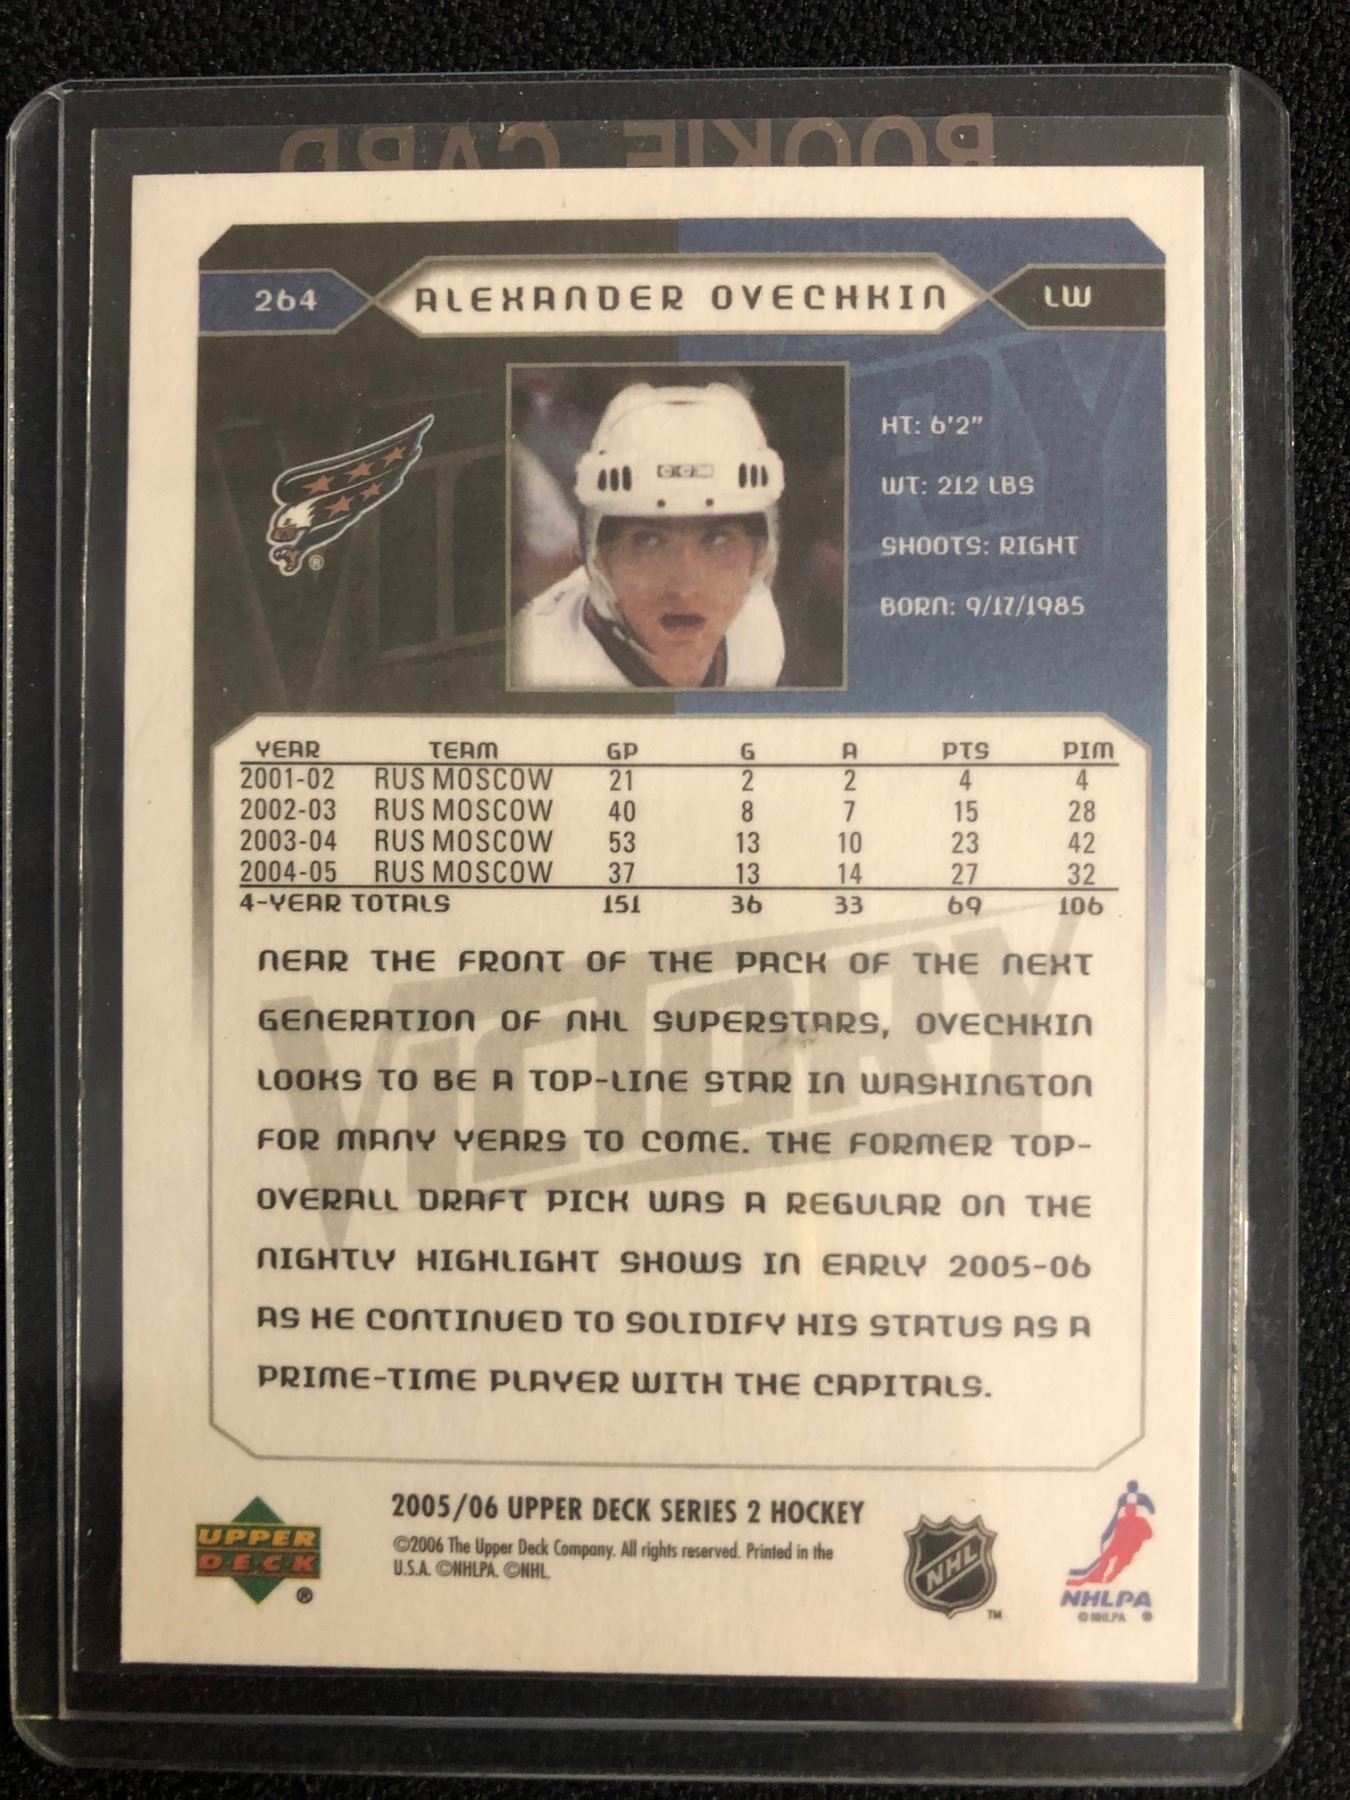 ROOKIE CARD
264 ALEXANDER OVECHKIN LW
CCM
HT: 6'2"
WT: 212 LBS
SHOOTS: RIGHT
BORN: 9/17/1985
®
VICTORY
YEAR TEAM GP G A PTS PIM
2001-02 RUS MOSCOW 21 2 2 4 4
2002-03 RUS MOSCOW 40 8 7 15 28
2003-04 RUS MOSCOW 53 13 10 23 42
2004-05 RUS MOSCOW 37 13 14 27 32
4-YEAR TOTALS 151 36 33 69 106
VICTORY
NEAR THE FRONT OF THE PACK OF THE NEXT
GENERATION OF NHL SUPERSTARS, OVECHKIN
LOOKS TO BE A TOP-LINE STAR IN WASHINGTON
FOR MANY YEARS TO COME. THE FORMER TOP-
OVERALL DRAFT PICK WAS A REGULAR ON THE
NIGHTLY HIGHLIGHT SHOWS IN EARLY 2005-06
AS HE CONTINUED TO SOLIDIFY HIS STATUS AS A
PRIME-TIME PLAYER WITH THE CAPITALS.
UPPER
DECK
®
2005/06 UPPER DECK SERIES 2 HOCKEY
©2006 The Upper Deck Company. All rights reserved. Printed in the
U.S.A. ©NHLPA. ©NHL.
NHL
™
NHLPA
©NHLPA ®